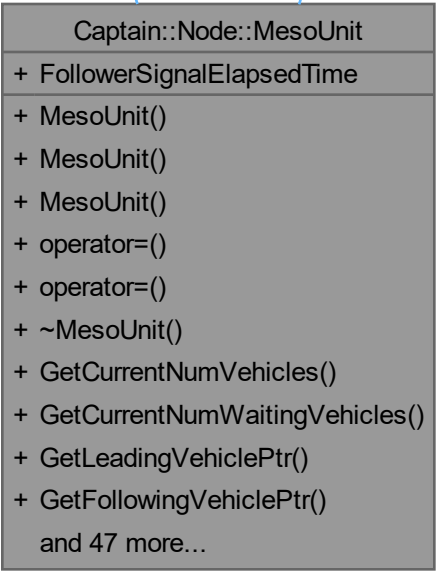 Captain::Node::MesoUnit
+ FollowerSignalElapsedTime
+ MesoUnit()
+ MesoUnit()
+ MesoUnit()
+ operator=()
+ operator=()
+ ~MesoUnit()
+ GetCurrentNumVehicles()
+ GetCurrentNumWaitingVehicles()
+ GetLeadingVehiclePtr()
+ GetFollowingVehiclePtr()
and 47 more...